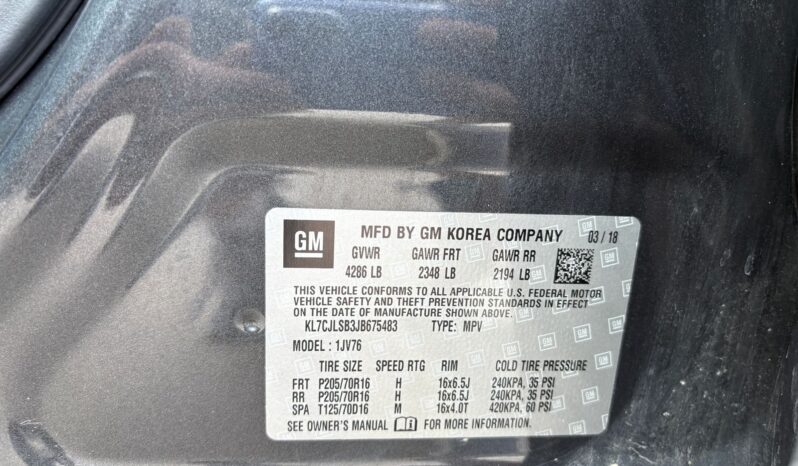 GM MFD BY GM KOREA COMPANY 03 / 18
GVWR GAWR FRT GAWR RR
4286 LB 2348 LB 2194 LB
THIS VEHICLE CONFORMS TO ALL APPLICABLE U.S. FEDERAL MOTOR
VEHICLE SAFETY AND THEFT PREVENTION STANDARDS IN EFFECT
ON THE DATE OF MANUFACTURE SHOWN ABOVE.
KL7CJLSB3JB675483 TYPE: MPV
MODEL : 1JV76
TIRE SIZE SPEED RTG RIM COLD TIRE PRESSURE
FRT P205/70R16 H 16x6.5J 240KPA, 35 PSI
RR P205/70R16 H 16x6.5J 240KPA, 35 PSI
SPA T125/70D16 M 16x4.0T 420KPA, 60 PSI
SEE OWNER'S MANUAL FOR MORE INFORMATION.